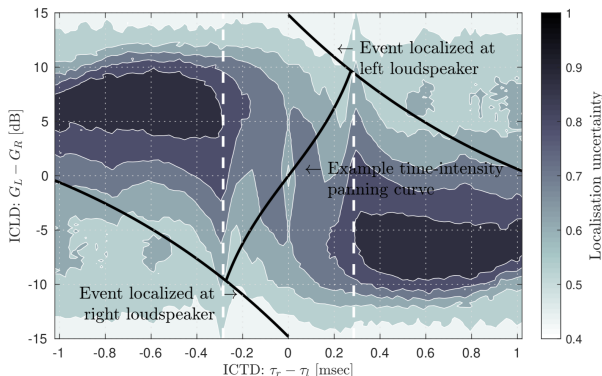 Event localized at
left loudspeaker
Example time-intensity
panning curve
Event localized at
right loudspeaker
15
10
5
0
-5
-10
-15
ICLD: G_L − G_R [dB]
-1
-0.8
-0.6
-0.4
-0.2
0
0.2
0.4
0.6
0.8
1
ICTD: τ_r − τ_l [msec]
1
0.9
0.8
0.7
0.6
0.5
0.4
Localisation uncertainty